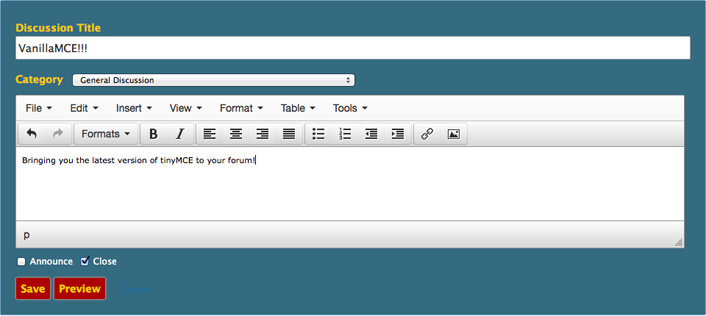 Discussion Title
VanillaMCE!!!
Category General Discussion
File Edit Insert View Format Table Tools
Formats B I
Bringing you the latest version of tinyMCE to your forum!
p
Announce Close
Save Preview